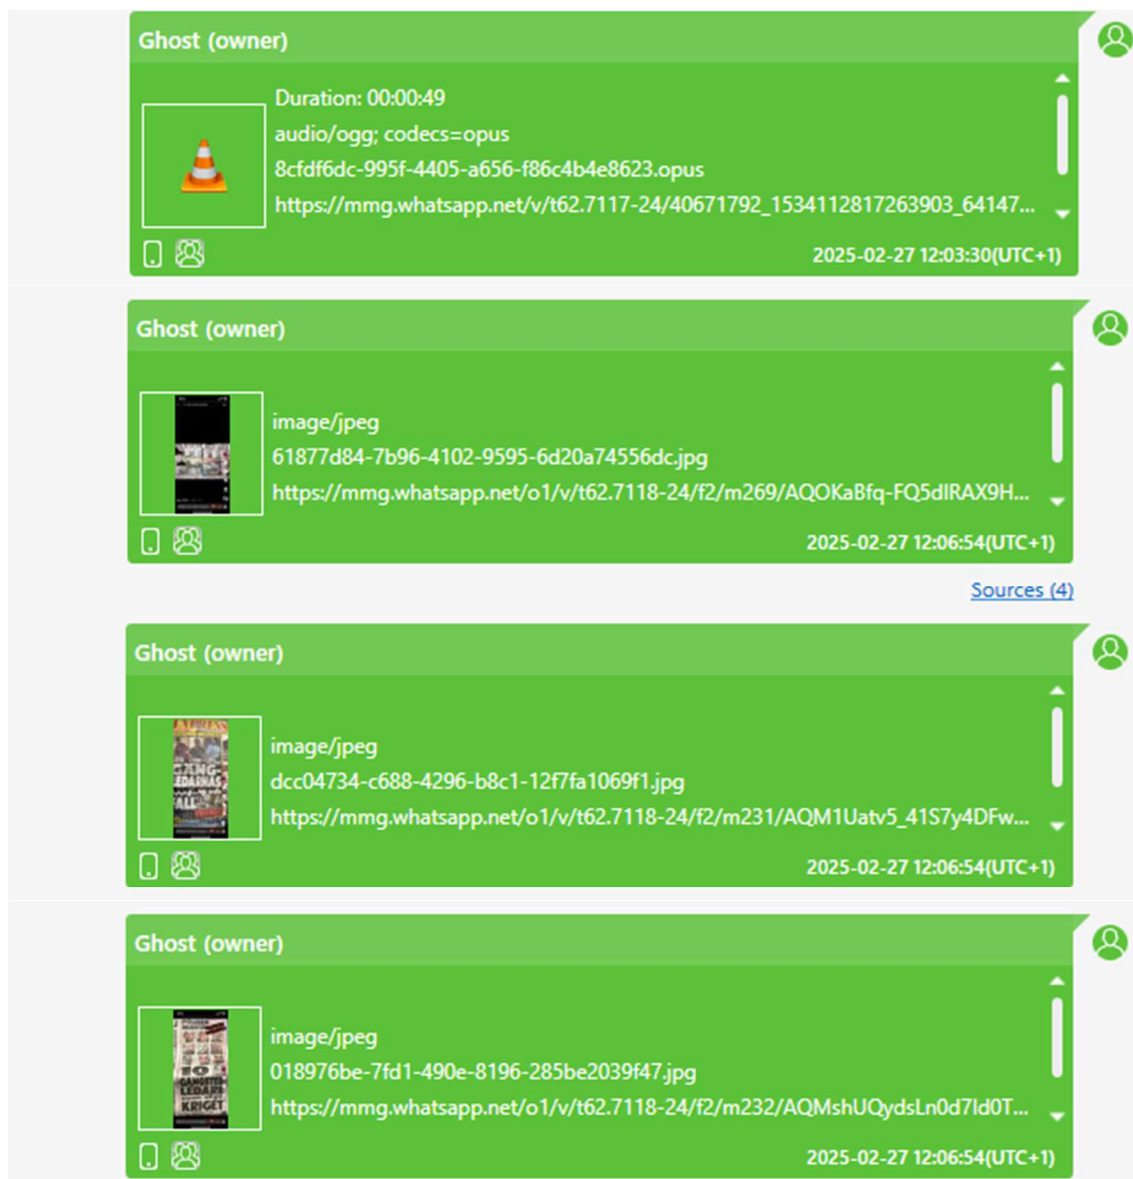 Ghost (owner)
Duration: 00:00:49
audio/ogg; codecs=opus
8cfdf6dc-995f-4405-a656-f86c4b4e8623.opus
https://mmg.whatsapp.net/v/t62.7117-24/40671792_1534112817263903_64147...
2025-02-27 12:03:30(UTC+1)
Ghost (owner)
image/jpeg
61877d84-7b96-4102-9595-6d20a74556dc.jpg
https://mmg.whatsapp.net/o1/v/t62.7118-24/f2/m269/AQOKaBfq-FQ5dIRAX9H...
2025-02-27 12:06:54(UTC+1)
Sources (4)
Ghost (owner)
GANG-
LEDARNAS
ALL
image/jpeg
dcc04734-c688-4296-b8c1-12f7fa1069f1.jpg
https://mmg.whatsapp.net/o1/v/t62.7118-24/f2/m231/AQM1Uatv5_41S7y4DFw...
2025-02-27 12:06:54(UTC+1)
Ghost (owner)
GANGSTER-
LEDARE
KRIGET
image/jpeg
018976be-7fd1-490e-8196-285be2039f47.jpg
https://mmg.whatsapp.net/o1/v/t62.7118-24/f2/m232/AQMshUQydsLn0d7Id0T...
2025-02-27 12:06:54(UTC+1)